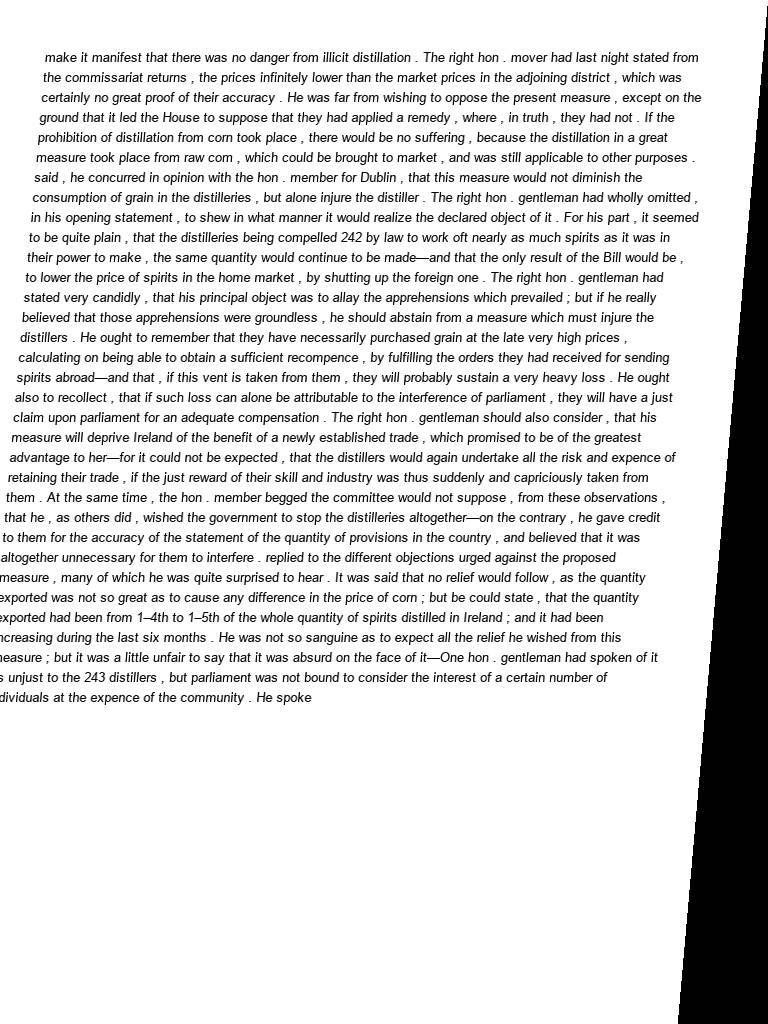 make it manifest that there was no danger from illicit distillation . The right hon . mover had last night stated from
the commissariat returns , the prices infinitely lower than the market prices in the adjoining district , which was
certainly no great proof of their accuracy . He was far from wishing to oppose the present measure , except on the
ground that it led the House to suppose that they had applied a remedy , where , in truth , they had not . If the
prohibition of distillation from corn took place , there would be no suffering , because the distillation in a great
measure took place from raw corn , which could be brought to market , and was still applicable to other purposes .
said , he concurred in opinion with the hon . member for Dublin , that this measure would not diminish the
consumption of grain in the distilleries , but alone injure the distiller . The right hon . gentleman had wholly omitted ,
in his opening statement , to shew in what manner it would realize the declared object of it . For his part , it seemed
to be quite plain , that the distilleries being compelled 242 by law to work oft nearly as much spirits as it was in
their power to make , the same quantity would continue to be made—and that the only result of the Bill would be ,
to lower the price of spirits in the home market , by shutting up the foreign one . The right hon . gentleman had
stated very candidly , that his principal object was to allay the apprehensions which prevailed ; but if he really
believed that those apprehensions were groundless , he should abstain from a measure which must injure the
distillers . He ought to remember that they have necessarily purchased grain at the late very high prices ,
calculating on being able to obtain a sufficient recompence , by fulfilling the orders they had received for sending
spirits abroad—and that , if this vent is taken from them , they will probably sustain a very heavy loss . He ought
also to recollect , that if such loss can alone be attributable to the interference of parliament , they will have a just
claim upon parliament for an adequate compensation . The right hon . gentleman should also consider , that his
measure will deprive Ireland of the benefit of a newly established trade , which promised to be of the greatest
advantage to her—for it could not be expected , that the distillers would again undertake all the risk and expence of
retaining their trade , if the just reward of their skill and industry was thus suddenly and capriciously taken from
them . At the same time , the hon . member begged the committee would not suppose , from these observations ,
that he , as others did , wished the government to stop the distilleries altogether—on the contrary , he gave credit
to them for the accuracy of the statement of the quantity of provisions in the country , and believed that it was
altogether unnecessary for them to interfere . replied to the different objections urged against the proposed
measure , many of which he was quite surprised to hear . It was said that no relief would follow , as the quantity
exported was not so great as to cause any difference in the price of corn ; but be could state , that the quantity
exported had been from 1–4th to 1–5th of the whole quantity of spirits distilled in Ireland ; and it had been
ncreasing during the last six months . He was not so sanguine as to expect all the relief he wished from this
neasure ; but it was a little unfair to say that it was absurd on the face of it—One hon . gentleman had spoken of it
s unjust to the 243 distillers , but parliament was not bound to consider the interest of a certain number of
dividuals at the expence of the community . He spoke